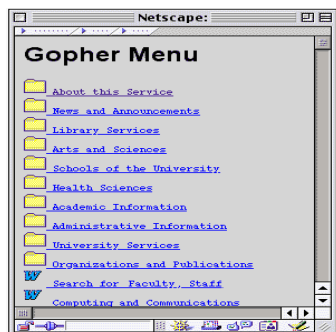 Netscape:
Gopher Menu
About this Service
News and Announcements
Library Services
Arts and Sciences
Schools of the University
Health Sciences
Academic Information
Administrative Information
University Services
Organizations and Publications
Search for Faculty, Staff
Computing and Communications